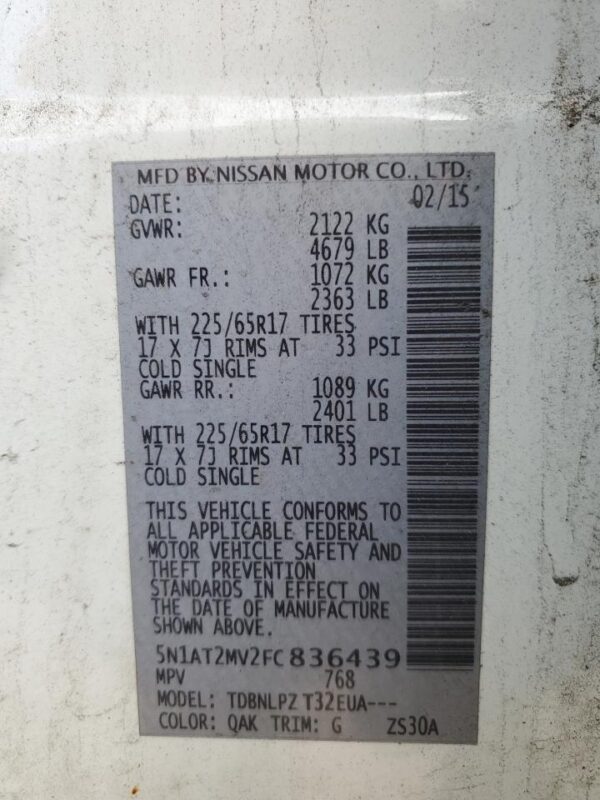 MFD BY NISSAN MOTOR CO., LTD.
DATE: 02/15
GVWR: 2122 KG
4679 LB
GAWR FR.: 1072 KG
2363 LB
WITH 225/65R17 TIRES
17 X 7J RIMS AT 33 PSI
COLD SINGLE
GAWR RR.: 1089 KG
2401 LB
WITH 225/65R17 TIRES
17 X 7J RIMS AT 33 PSI
COLD SINGLE
THIS VEHICLE CONFORMS TO
ALL APPLICABLE FEDERAL
MOTOR VEHICLE SAFETY AND
THEFT PREVENTION
STANDARDS IN EFFECT ON
THE DATE OF MANUFACTURE
SHOWN ABOVE.
5N1AT2MV2FC836439
MPV 768
MODEL: TDBNLPZ T32EUA---
COLOR: QAK TRIM: G ZS30A